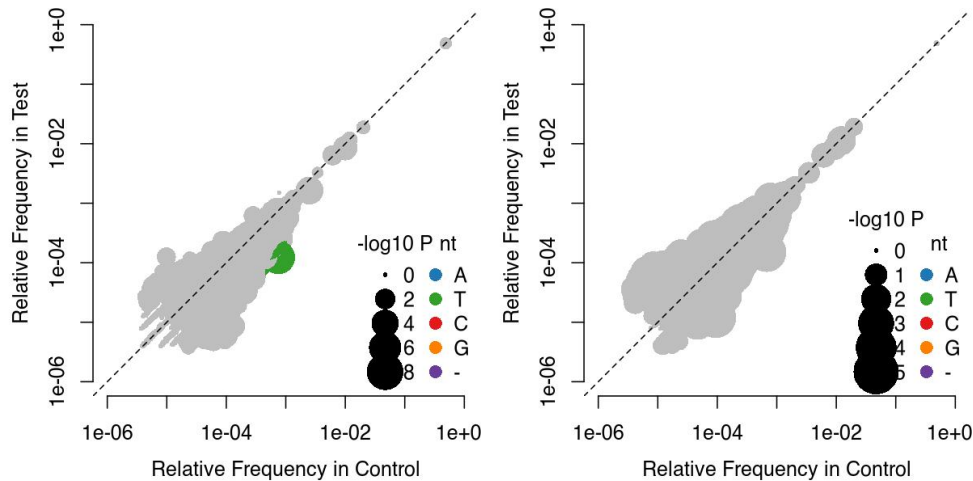 1e+0
1e-02
1e-04
1e-06
Relative Frequency in Test
-log10 P nt
0 A
2 T
4 C
6 G
8 -
1e-06 1e-04 1e-02 1e+0
Relative Frequency in Control
1e+0
1e-02
1e-04
1e-06
Relative Frequency in Test
-log10 P
nt
0
1 A
2 T
3 C
4 G
5 -
1e-06 1e-04 1e-02 1e+0
Relative Frequency in Control